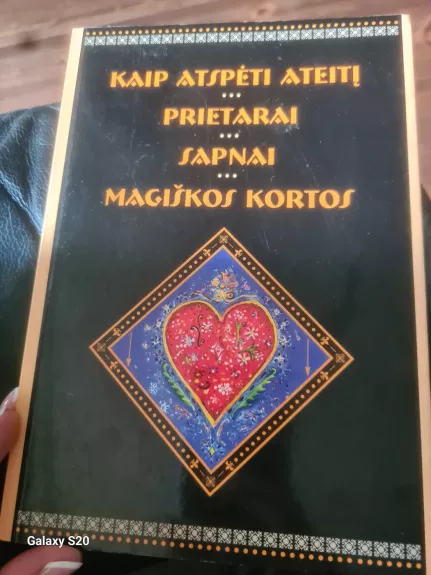 KAIP ATSPĖTI ATEITĮ
PRIETARAI
SAPNAI
MAGIŠKOS KORTOS
Galaxy S20